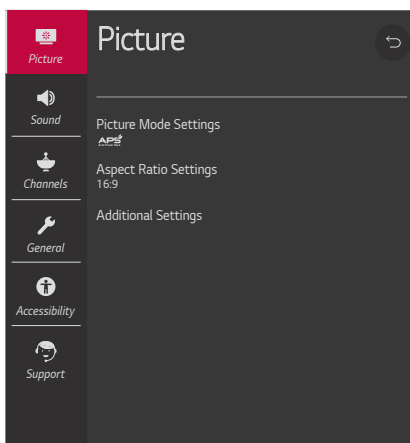 Picture
Picture
Sound
Picture Mode Settings
APS
Channels
Aspect Ratio Settings
16:9
Additional Settings
General
Accessibility
Support